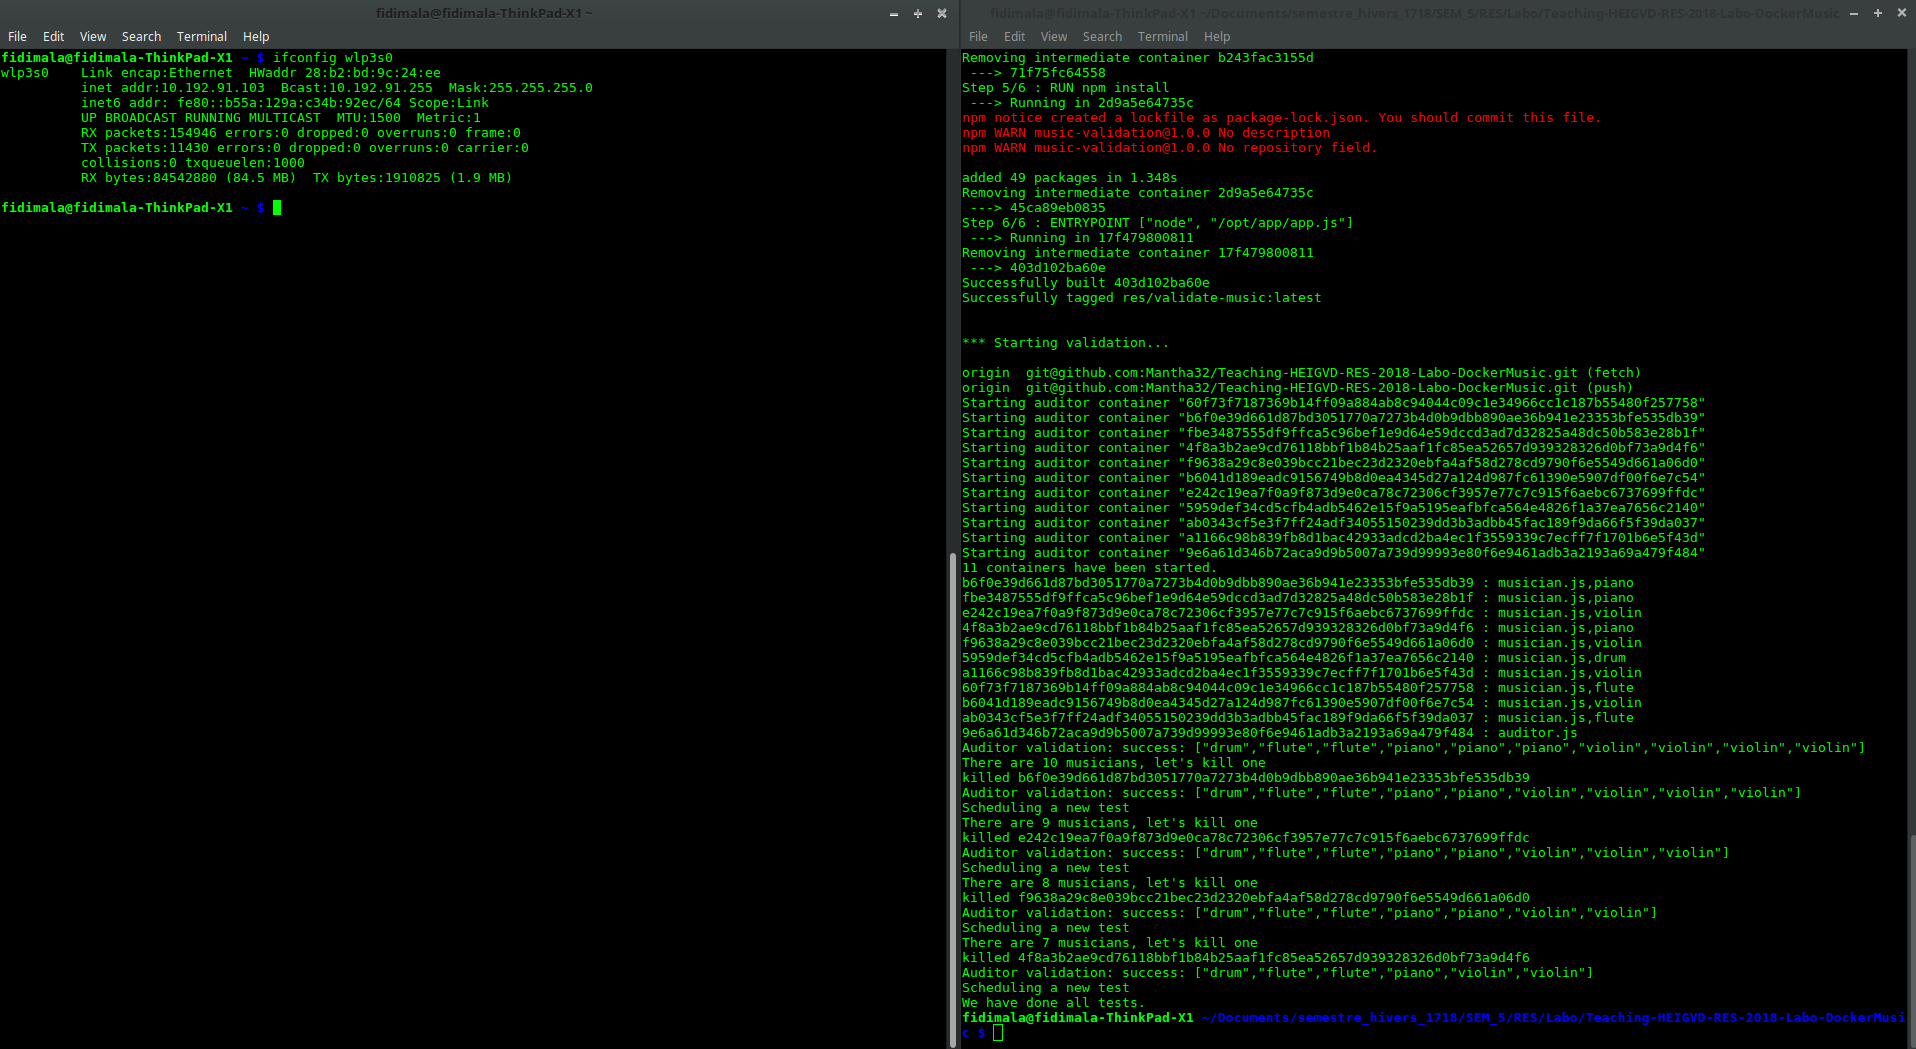 fidimala@fidimala-ThinkPad-X1 ~
File Edit View Search Terminal Help
fidimala@fidimala-ThinkPad-X1 ~ $ ifconfig wlp3s0
wlp3s0    Link encap:Ethernet  HWaddr 28:b2:bd:9c:24:ee
          inet addr:10.192.91.103  Bcast:10.192.91.255  Mask:255.255.255.0
          inet6 addr: fe80::b55a:129a:c34b:92ec/64 Scope:Link
          UP BROADCAST RUNNING MULTICAST  MTU:1500  Metric:1
          RX packets:154946 errors:0 dropped:0 overruns:0 frame:0
          TX packets:11430 errors:0 dropped:0 overruns:0 carrier:0
          collisions:0 txqueuelen:1000
          RX bytes:84542880 (84.5 MB)  TX bytes:1910825 (1.9 MB)
fidimala@fidimala-ThinkPad-X1 ~ $
fidimala@fidimala-ThinkPad-X1 ~/Documents/semestre_hivers_1718/SEM_5/RES/Labo/Teaching-HEIGVD-RES-2018-Labo-DockerMusic
File Edit View Search Terminal Help
Removing intermediate container b243fac3155d
 ---> 71f75fc64558
Step 5/6 : RUN npm install
 ---> Running in 2d9a5e64735c
npm notice created a lockfile as package-lock.json. You should commit this file.
npm WARN music-validation@1.0.0 No description
npm WARN music-validation@1.0.0 No repository field.
added 49 packages in 1.348s
Removing intermediate container 2d9a5e64735c
 ---> 45ca89eb0835
Step 6/6 : ENTRYPOINT ["node", "/opt/app/app.js"]
 ---> Running in 17f479800811
Removing intermediate container 17f479800811
 ---> 403d102ba60e
Successfully built 403d102ba60e
Successfully tagged res/validate-music:latest
*** Starting validation...
origin  git@github.com:Mantha32/Teaching-HEIGVD-RES-2018-Labo-DockerMusic.git (fetch)
origin  git@github.com:Mantha32/Teaching-HEIGVD-RES-2018-Labo-DockerMusic.git (push)
Starting auditor container "60f73f7187369b14ff09a884ab8c94044c09c1e34966cc1c187b55480f257758"
Starting auditor container "b6f0e39d661d87bd3051770a7273b4d0b9dbb890ae36b941e23353bfe535db39"
Starting auditor container "fbe3487555df9ffca5c96bef1e9d64e59dccd3ad7d32825a48dc50b583e28b1f"
Starting auditor container "4f8a3b2ae9cd76118bbf1b84b25aaf1fc85ea52657d939328326d0bf73a9d4f6"
Starting auditor container "f9638a29c8e039bcc21bec23d2320ebfa4af58d278cd9790f6e5549d661a06d0"
Starting auditor container "b6041d189eadc9156749b8d0ea4345d27a124d987fc61390e5907df00f6e7c54"
Starting auditor container "e242c19ea7f0a9f873d9e0ca78c72306cf3957e77c7c915f6aebc6737699ffdc"
Starting auditor container "5959def34cd5cfb4adb5462e15f9a5195eafbfca564e4826f1a37ea7656c2140"
Starting auditor container "ab0343cf5e3f7ff24adf34055150239dd3b3adbb45fac189f9da66f5f39da037"
Starting auditor container "a1166c98b839fb8d1bac42933adcd2ba4ec1f3559339c7ecff7f1701b6e5f43d"
Starting auditor container "9e6a61d346b72aca9d9b5007a739d99993e80f6e9461adb3a2193a69a479f484"
11 containers have been started.
b6f0e39d661d87bd3051770a7273b4d0b9dbb890ae36b941e23353bfe535db39 : musician.js,piano
fbe3487555df9ffca5c96bef1e9d64e59dccd3ad7d32825a48dc50b583e28b1f : musician.js,piano
e242c19ea7f0a9f873d9e0ca78c72306cf3957e77c7c915f6aebc6737699ffdc : musician.js,violin
4f8a3b2ae9cd76118bbf1b84b25aaf1fc85ea52657d939328326d0bf73a9d4f6 : musician.js,piano
f9638a29c8e039bcc21bec23d2320ebfa4af58d278cd9790f6e5549d661a06d0 : musician.js,violin
5959def34cd5cfb4adb5462e15f9a5195eafbfca564e4826f1a37ea7656c2140 : musician.js,drum
a1166c98b839fb8d1bac42933adcd2ba4ec1f3559339c7ecff7f1701b6e5f43d : musician.js,violin
60f73f7187369b14ff09a884ab8c94044c09c1e34966cc1c187b55480f257758 : musician.js,flute
b6041d189eadc9156749b8d0ea4345d27a124d987fc61390e5907df00f6e7c54 : musician.js,violin
ab0343cf5e3f7ff24adf34055150239dd3b3adbb45fac189f9da66f5f39da037 : musician.js,flute
9e6a61d346b72aca9d9b5007a739d99993e80f6e9461adb3a2193a69a479f484 : auditor.js
Auditor validation: success: ["drum","flute","flute","piano","piano","piano","violin","violin","violin","violin"]
There are 10 musicians, let's kill one
killed b6f0e39d661d87bd3051770a7273b4d0b9dbb890ae36b941e23353bfe535db39
Auditor validation: success: ["drum","flute","flute","piano","piano","violin","violin","violin","violin"]
Scheduling a new test
There are 9 musicians, let's kill one
killed e242c19ea7f0a9f873d9e0ca78c72306cf3957e77c7c915f6aebc6737699ffdc
Auditor validation: success: ["drum","flute","flute","piano","piano","violin","violin","violin"]
Scheduling a new test
There are 8 musicians, let's kill one
killed f9638a29c8e039bcc21bec23d2320ebfa4af58d278cd9790f6e5549d661a06d0
Auditor validation: success: ["drum","flute","flute","piano","piano","violin","violin"]
Scheduling a new test
There are 7 musicians, let's kill one
killed 4f8a3b2ae9cd76118bbf1b84b25aaf1fc85ea52657d939328326d0bf73a9d4f6
Auditor validation: success: ["drum","flute","flute","piano","violin","violin"]
Scheduling a new test
We have done all tests.
fidimala@fidimala-ThinkPad-X1 ~/Documents/semestre_hivers_1718/SEM_5/RES/Labo/Teaching-HEIGVD-RES-2018-Labo-DockerMusi
c $